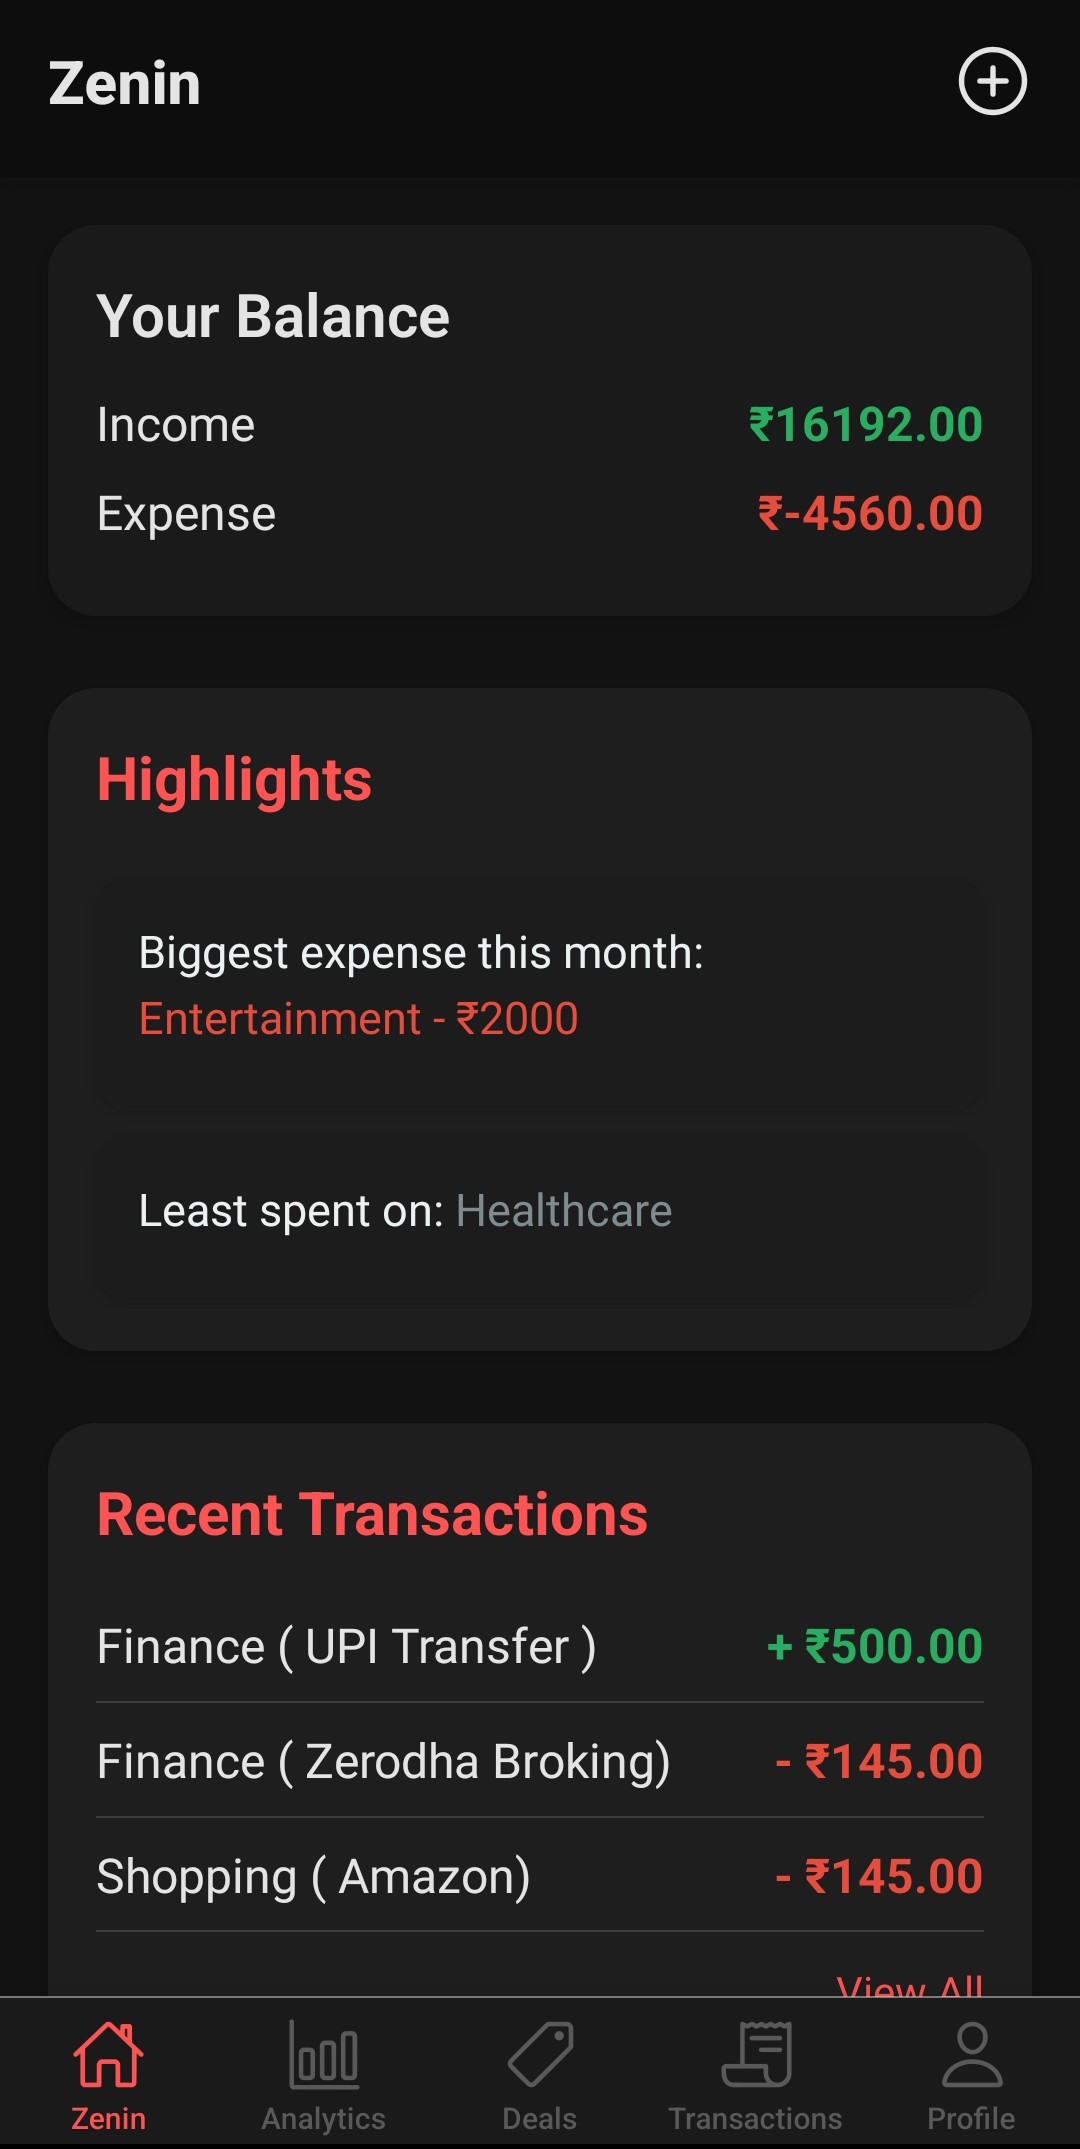 Zenin
Your Balance
Income ₹16192.00
Expense ₹-4560.00
Highlights
Biggest expense this month:
Entertainment - ₹2000
Least spent on: Healthcare
Recent Transactions
Finance ( UPI Transfer ) + ₹500.00
Finance ( Zerodha Broking) - ₹145.00
Shopping ( Amazon) - ₹145.00
View All
Zenin Analytics Deals Transactions Profile